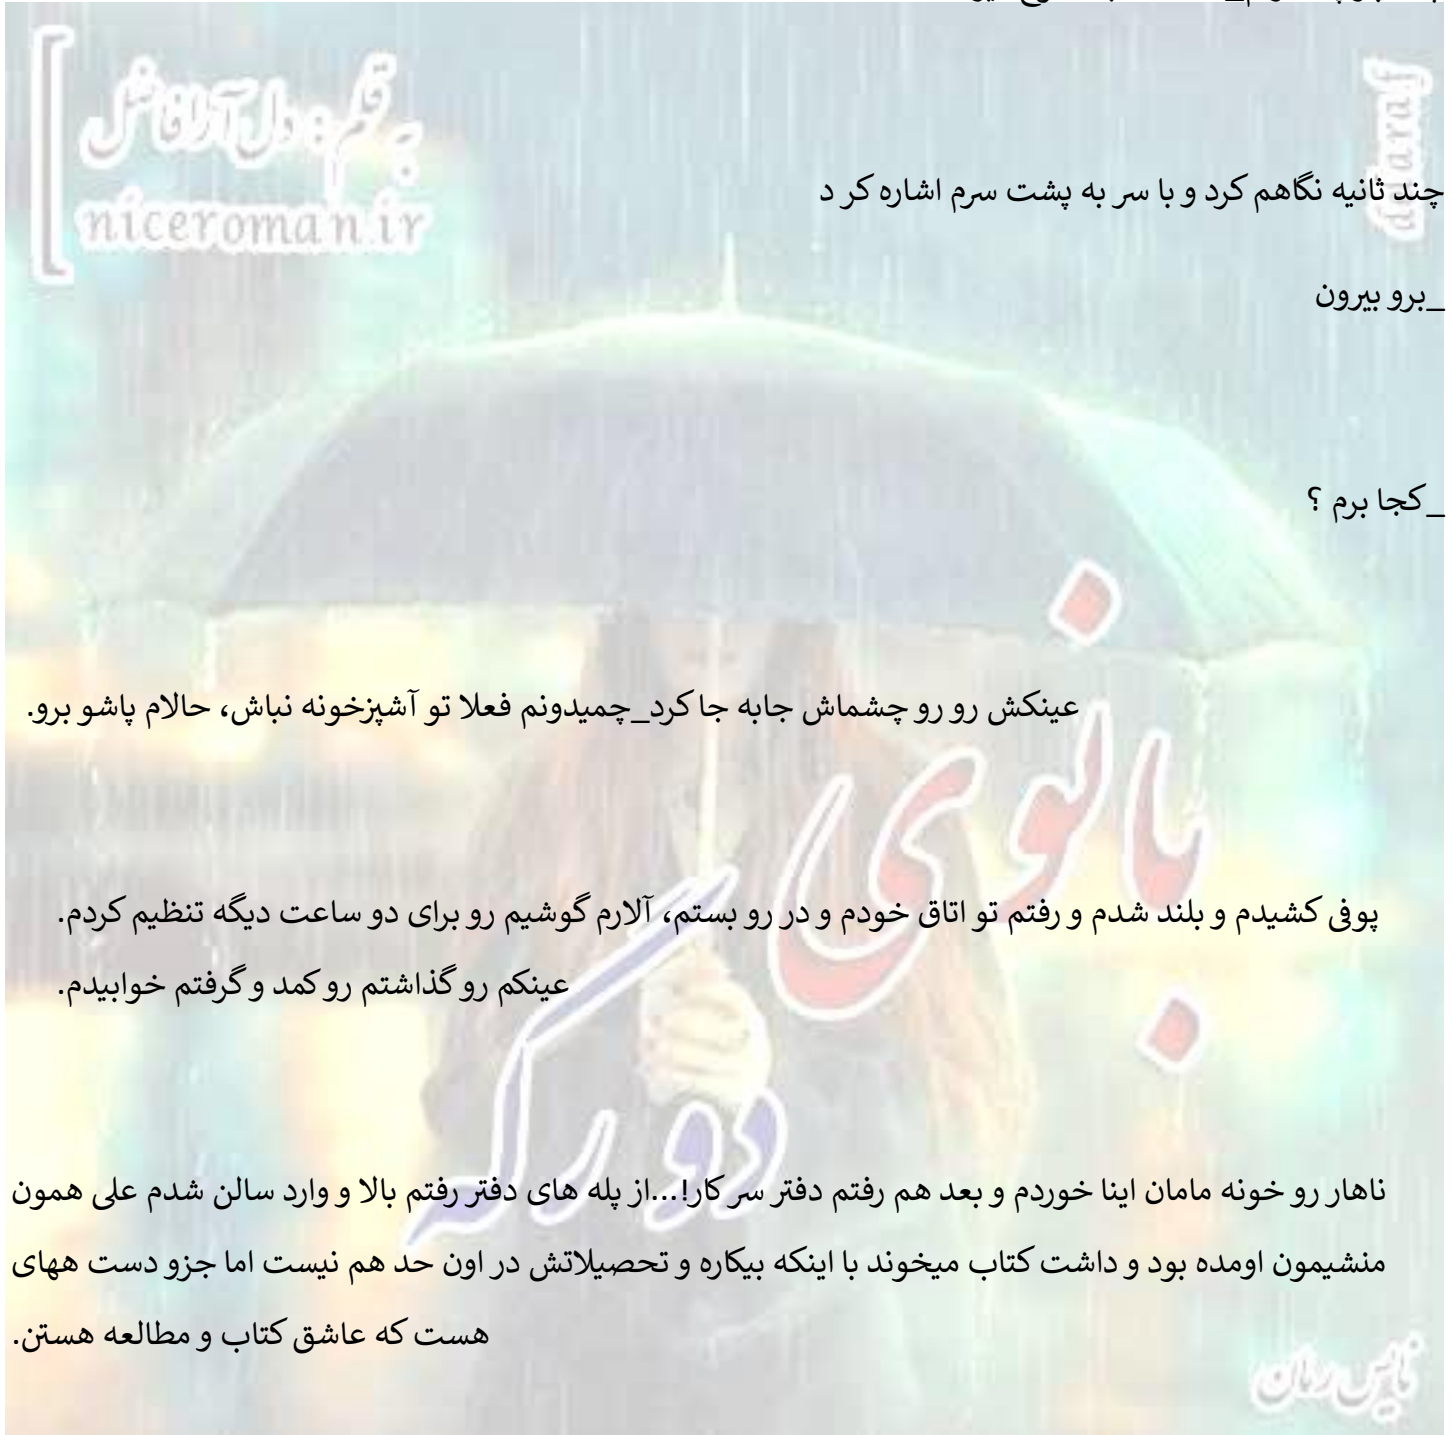 به قلم: دل آرا فاضل
niceroman.ir
چند ثانیه نگاهم کرد و با سر به پشت سرم اشاره کر د
_برو بیرون
_کجا برم ؟
عینکش رو رو چشماش جابه جا کرد_چمیدونم فعلا تو آشپزخونه نباش، حالام پاشو برو.
بانوی
پوفی کشیدم و بلند شدم و رفتم تو اتاق خودم و در رو بستم، آلارم گوشیم رو برای دو ساعت دیگه تنظیم کردم.
عینکم رو گذاشتم رو کمد و گرفتم خوابیدم.
دو رگه
ناهار رو خونه مامان اینا خوردم و بعد هم رفتم دفتر سر کار!...از پله های دفتر رفتم بالا و وارد سالن شدم علی همون
منشیمون اومده بود و داشت کتاب میخوند با اینکه بیکاره و تحصیلاتش در اون حد هم نیست اما جزو دست ههای
هست که عاشق کتاب و مطالعه هستن.
نایس رمان